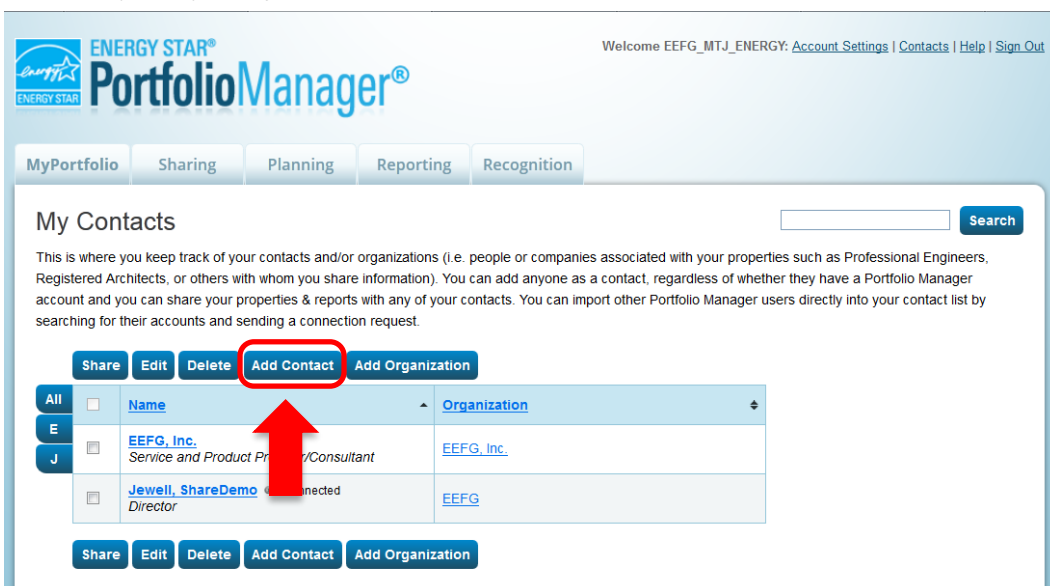 ENERGY STAR®
PortfolioManager®
energy
ENERGY STAR
Welcome EEFG_MTJ_ENERGY: Account Settings | Contacts | Help | Sign Out
MyPortfolio Sharing Planning Reporting Recognition
My Contacts
Search
This is where you keep track of your contacts and/or organizations (i.e. people or companies associated with your properties such as Professional Engineers,
Registered Architects, or others with whom you share information). You can add anyone as a contact, regardless of whether they have a Portfolio Manager
account and you can share your properties & reports with any of your contacts. You can import other Portfolio Manager users directly into your contact list by
searching for their accounts and sending a connection request.
Share Edit Delete Add Contact Add Organization
All
E
J
Name Organization
EEFG, Inc. EEFG, Inc.
Service and Product /Consultant
Jewell, ShareDemo EEFG
Director
Share Edit Delete Add Contact Add Organization